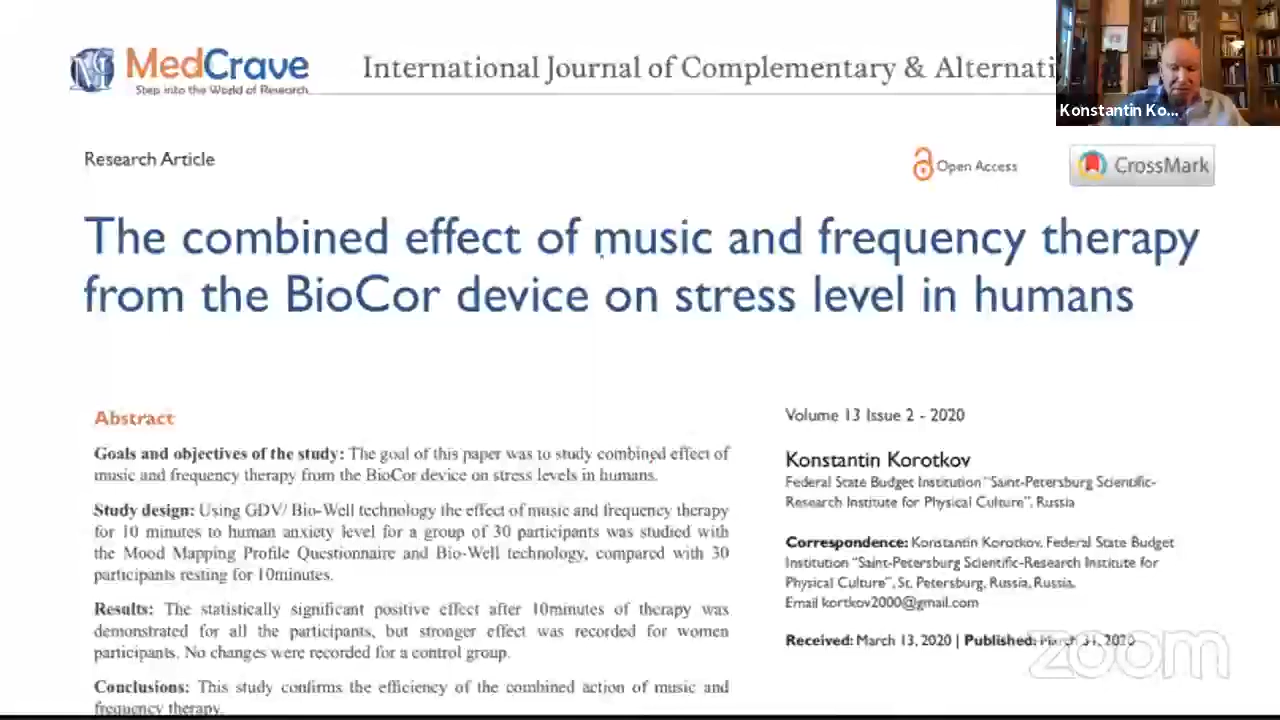 MedCrave
Step into the World of Research
International Journal of Complementary & Alternati
Konstantin Ko...
Research Article
Open Access
CrossMark
The combined effect of music and frequency therapy
from the BioCor device on stress level in humans
Abstract
Goals and objectives of the study: The goal of this paper was to study combined effect of
music and frequency therapy from the BioCor device on stress levels in humans.
Study design: Using GDV/ Bio-Well technology the effect of music and frequency therapy
for 10 minutes to human anxiety level for a group of 30 participants was studied with
the Mood Mapping Profile Questionnaire and Bio-Well technology, compared with 30
participants resting for 10minutes.
Results: The statistically significant positive effect after 10minutes of therapy was
demonstrated for all the participants, but stronger effect was recorded for women
participants. No changes were recorded for a control group.
Conclusions: This study confirms the efficiency of the combined action of music and
frequency therapy.
Volume 13 Issue 2 - 2020
Konstantin Korotkov
Federal State Budget Institution "Saint-Petersburg Scientific-
Research Institute for Physical Culture", Russia
Correspondence: Konstantin Korotkov, Federal State Budget
Institution "Saint-Petersburg Scientific-Research Institute for
Physical Culture", St. Petersburg, Russia, Russia,
Email kortkov2000@gmail.com
Received: March 13, 2020 | Published: March 31, 2020
zoom